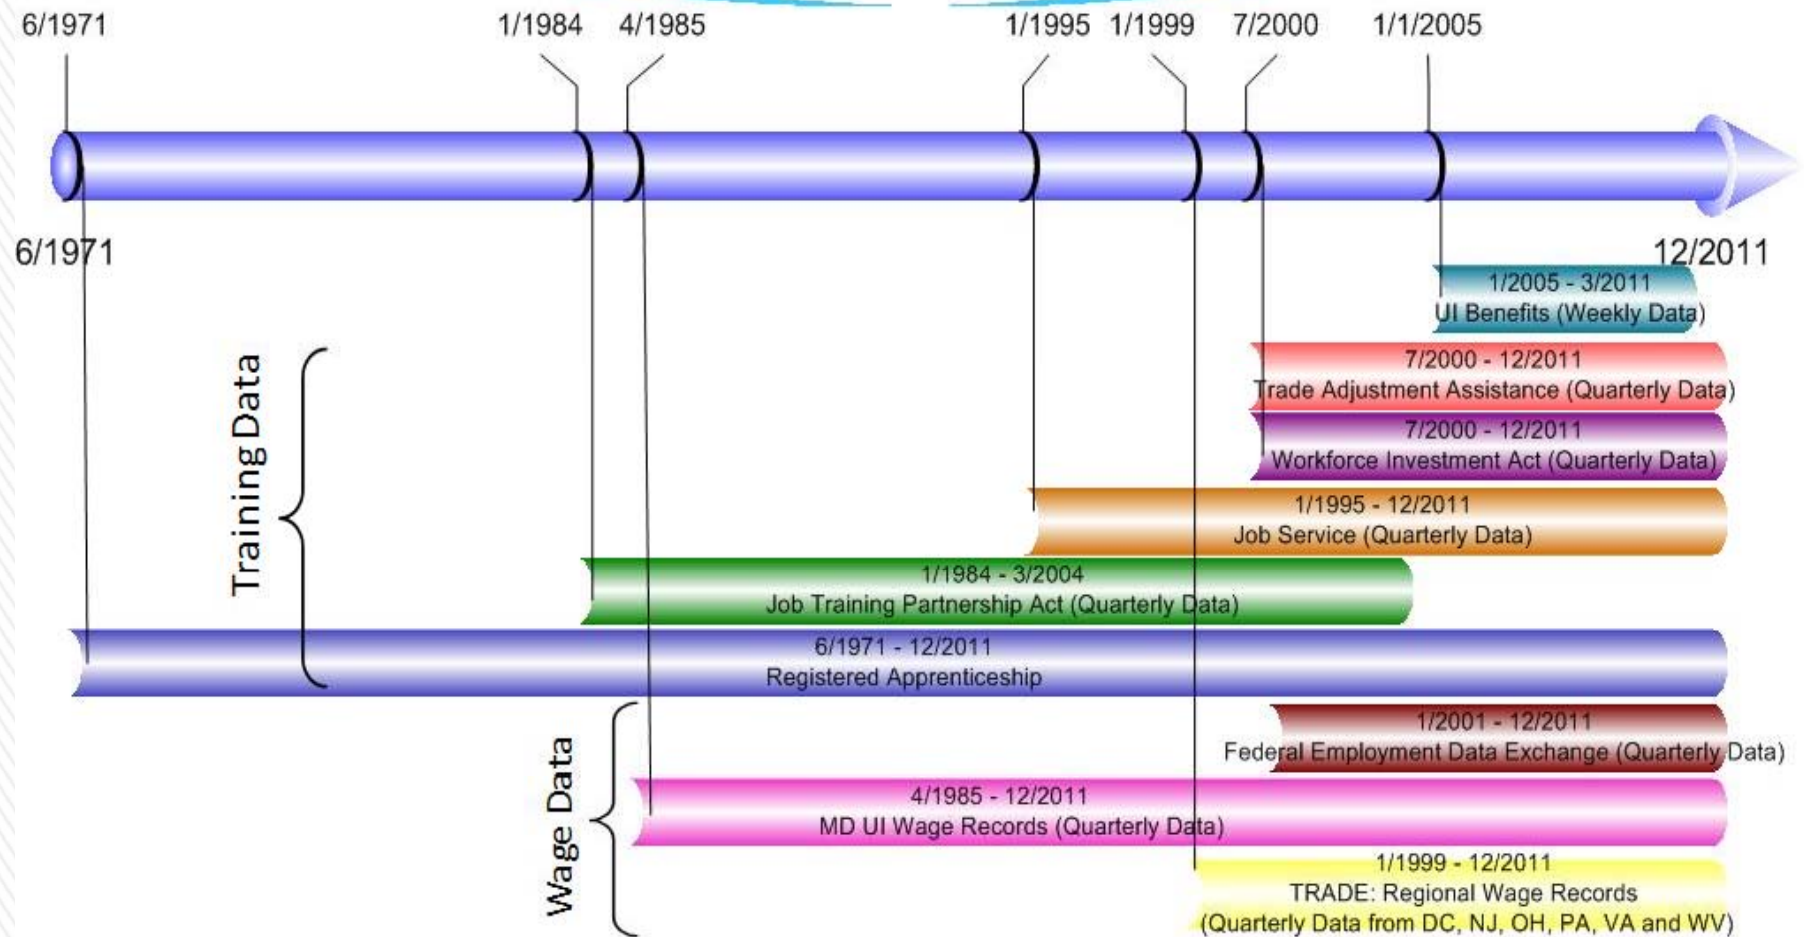 6/1971
1/1984
4/1985
1/1995
1/1999
7/2000
1/1/2005
6/1971
12/2011
1/2005 - 3/2011
UI Benefits (Weekly Data)
Training Data
7/2000 - 12/2011
Trade Adjustment Assistance (Quarterly Data)
7/2000 - 12/2011
Workforce Investment Act (Quarterly Data)
1/1995 - 12/2011
Job Service (Quarterly Data)
1/1984 - 3/2004
Job Training Partnership Act (Quarterly Data)
6/1971 - 12/2011
Registered Apprenticeship
Wage Data
1/2001 - 12/2011
Federal Employment Data Exchange (Quarterly Data)
4/1985 - 12/2011
MD UI Wage Records (Quarterly Data)
1/1999 - 12/2011
TRADE: Regional Wage Records
(Quarterly Data from DC, NJ, OH, PA, VA and WV)